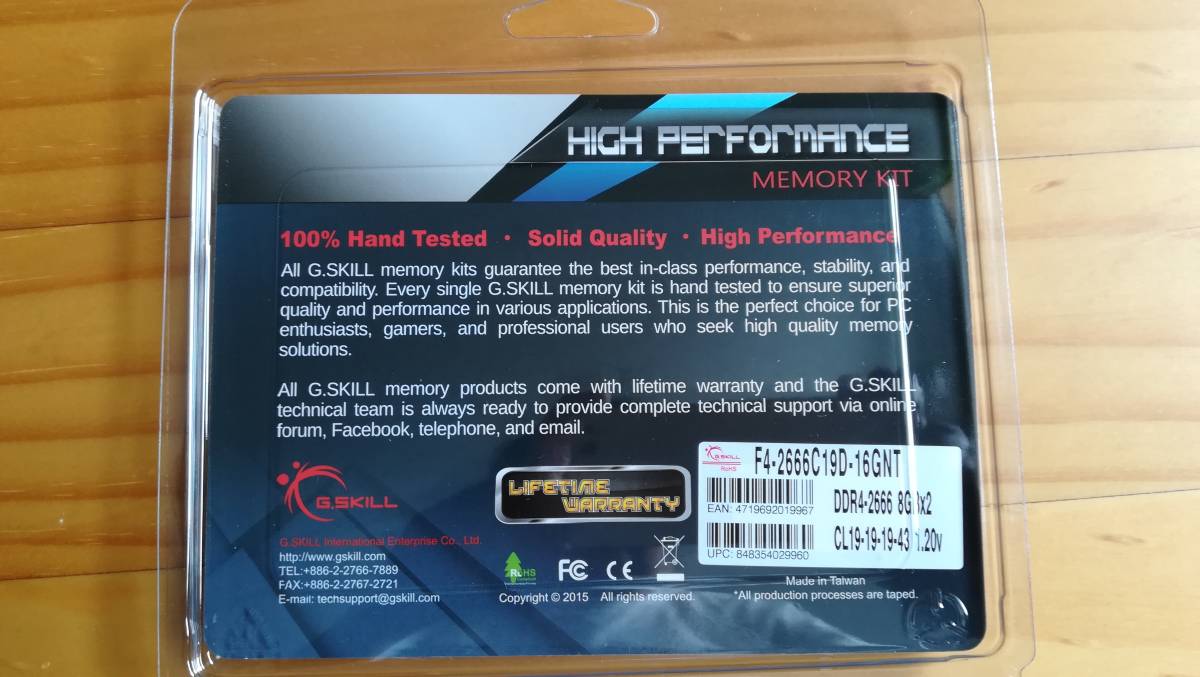 HIGH PERFORMANCE
MEMORY KIT
100% Hand Tested · Solid Quality · High Performance
All G.SKILL memory kits guarantee the best in-class performance, stability, and
compatibility. Every single G.SKILL memory kit is hand tested to ensure superior
quality and performance in various applications. This is the perfect choice for PC
enthusiasts, gamers, and professional users who seek high quality memory
solutions.
All G.SKILL memory products come with lifetime warranty and the G.SKILL
technical team is always ready to provide complete technical support via online
forum, Facebook, telephone, and email.
G.SKILL
G.SKILL International Enterprise Co., Ltd.
http://www.gskill.com
TEL:+886-2-2766-7889
FAX:+886-2-2767-2721
E-mail: techsupport@gskill.com
LIFETIME
WARRANTY
RoHS
FC CE
Copyright © 2015 All rights reserved.
G.SKILL
RoHS
F4-2666C19D-16GNT
EAN: 4719692019967
DDR4-2666 8GBx2
UPC: 848354029960
CL19-19-19-43 1.20v
Made in Taiwan
*All production processes are taped.